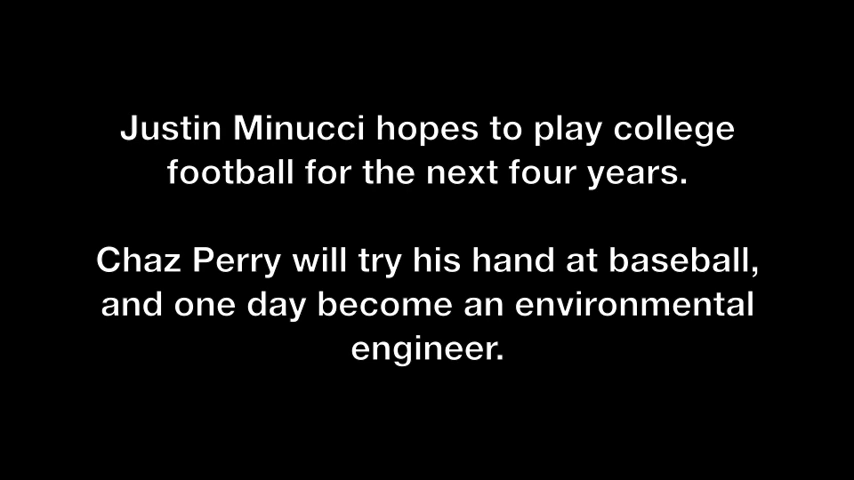 Justin Minucci hopes to play college
football for the next four years.
Chaz Perry will try his hand at baseball,
and one day become an environmental
engineer.